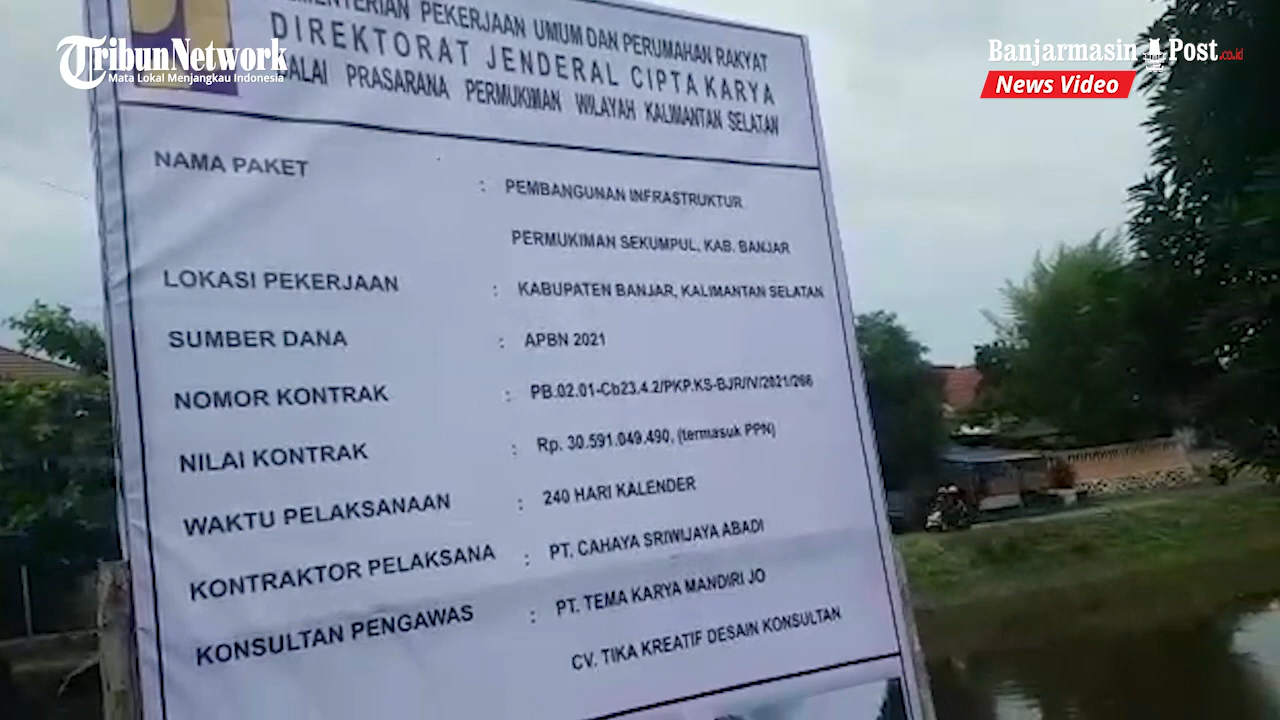 TribunNetwork
Mata Lokal Menjangkau Indonesia
Banjarmasin Post.co.id
News Video
KEMENTERIAN PEKERJAAN UMUM DAN PERUMAHAN RAKYAT
DIREKTORAT JENDERAL CIPTA KARYA
BALAI PRASARANA PERMUKIMAN WILAYAH KALIMANTAN SELATAN
NAMA PAKET : PEMBANGUNAN INFRASTRUKTUR
PERMUKIMAN SEKUMPUL, KAB. BANJAR
LOKASI PEKERJAAN : KABUPATEN BANJAR, KALIMANTAN SELATAN
SUMBER DANA : APBN 2021
NOMOR KONTRAK : PB.02.01-Cb23.4.2/PKP.KS-BJR/IV/2021/266
NILAI KONTRAK : Rp. 30.591.049.490, (termasuk PPN)
WAKTU PELAKSANAAN : 240 HARI KALENDER
KONTRAKTOR PELAKSANA : PT. CAHAYA SRIWIJAYA ABADI
KONSULTAN PENGAWAS : PT. TEMA KARYA MANDIRI JO
CV. TIKA KREATIF DESAIN KONSULTAN